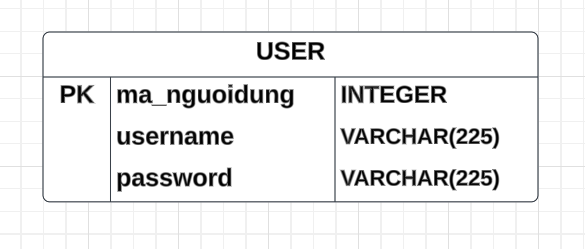 USER
PK ma_nguoidung INTEGER
username VARCHAR(225)
password VARCHAR(225)